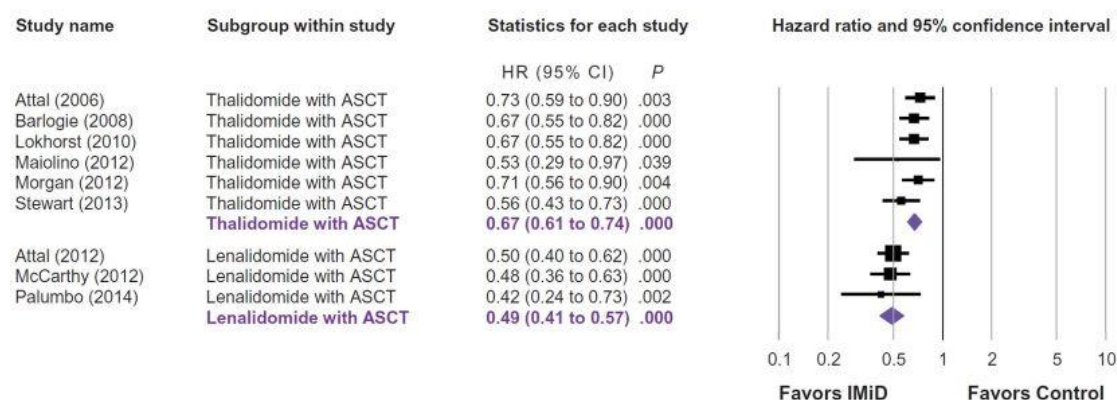 Study name Subgroup within study Statistics for each study Hazard ratio and 95% confidence interval
HR (95% CI) P
Attal (2006) Thalidomide with ASCT 0.73 (0.59 to 0.90) .003
Barlogie (2008) Thalidomide with ASCT 0.67 (0.55 to 0.82) .000
Lokhorst (2010) Thalidomide with ASCT 0.67 (0.55 to 0.82) .000
Maiolino (2012) Thalidomide with ASCT 0.53 (0.29 to 0.97) .039
Morgan (2012) Thalidomide with ASCT 0.71 (0.56 to 0.90) .004
Stewart (2013) Thalidomide with ASCT 0.56 (0.43 to 0.73) .000
Thalidomide with ASCT 0.67 (0.61 to 0.74) .000
Attal (2012) Lenalidomide with ASCT 0.50 (0.40 to 0.62) .000
McCarthy (2012) Lenalidomide with ASCT 0.48 (0.36 to 0.63) .000
Palumbo (2014) Lenalidomide with ASCT 0.42 (0.24 to 0.73) .002
Lenalidomide with ASCT 0.49 (0.41 to 0.57) .000
0.1 0.2 0.5 1 2 5 10
Favors IMiD Favors Control